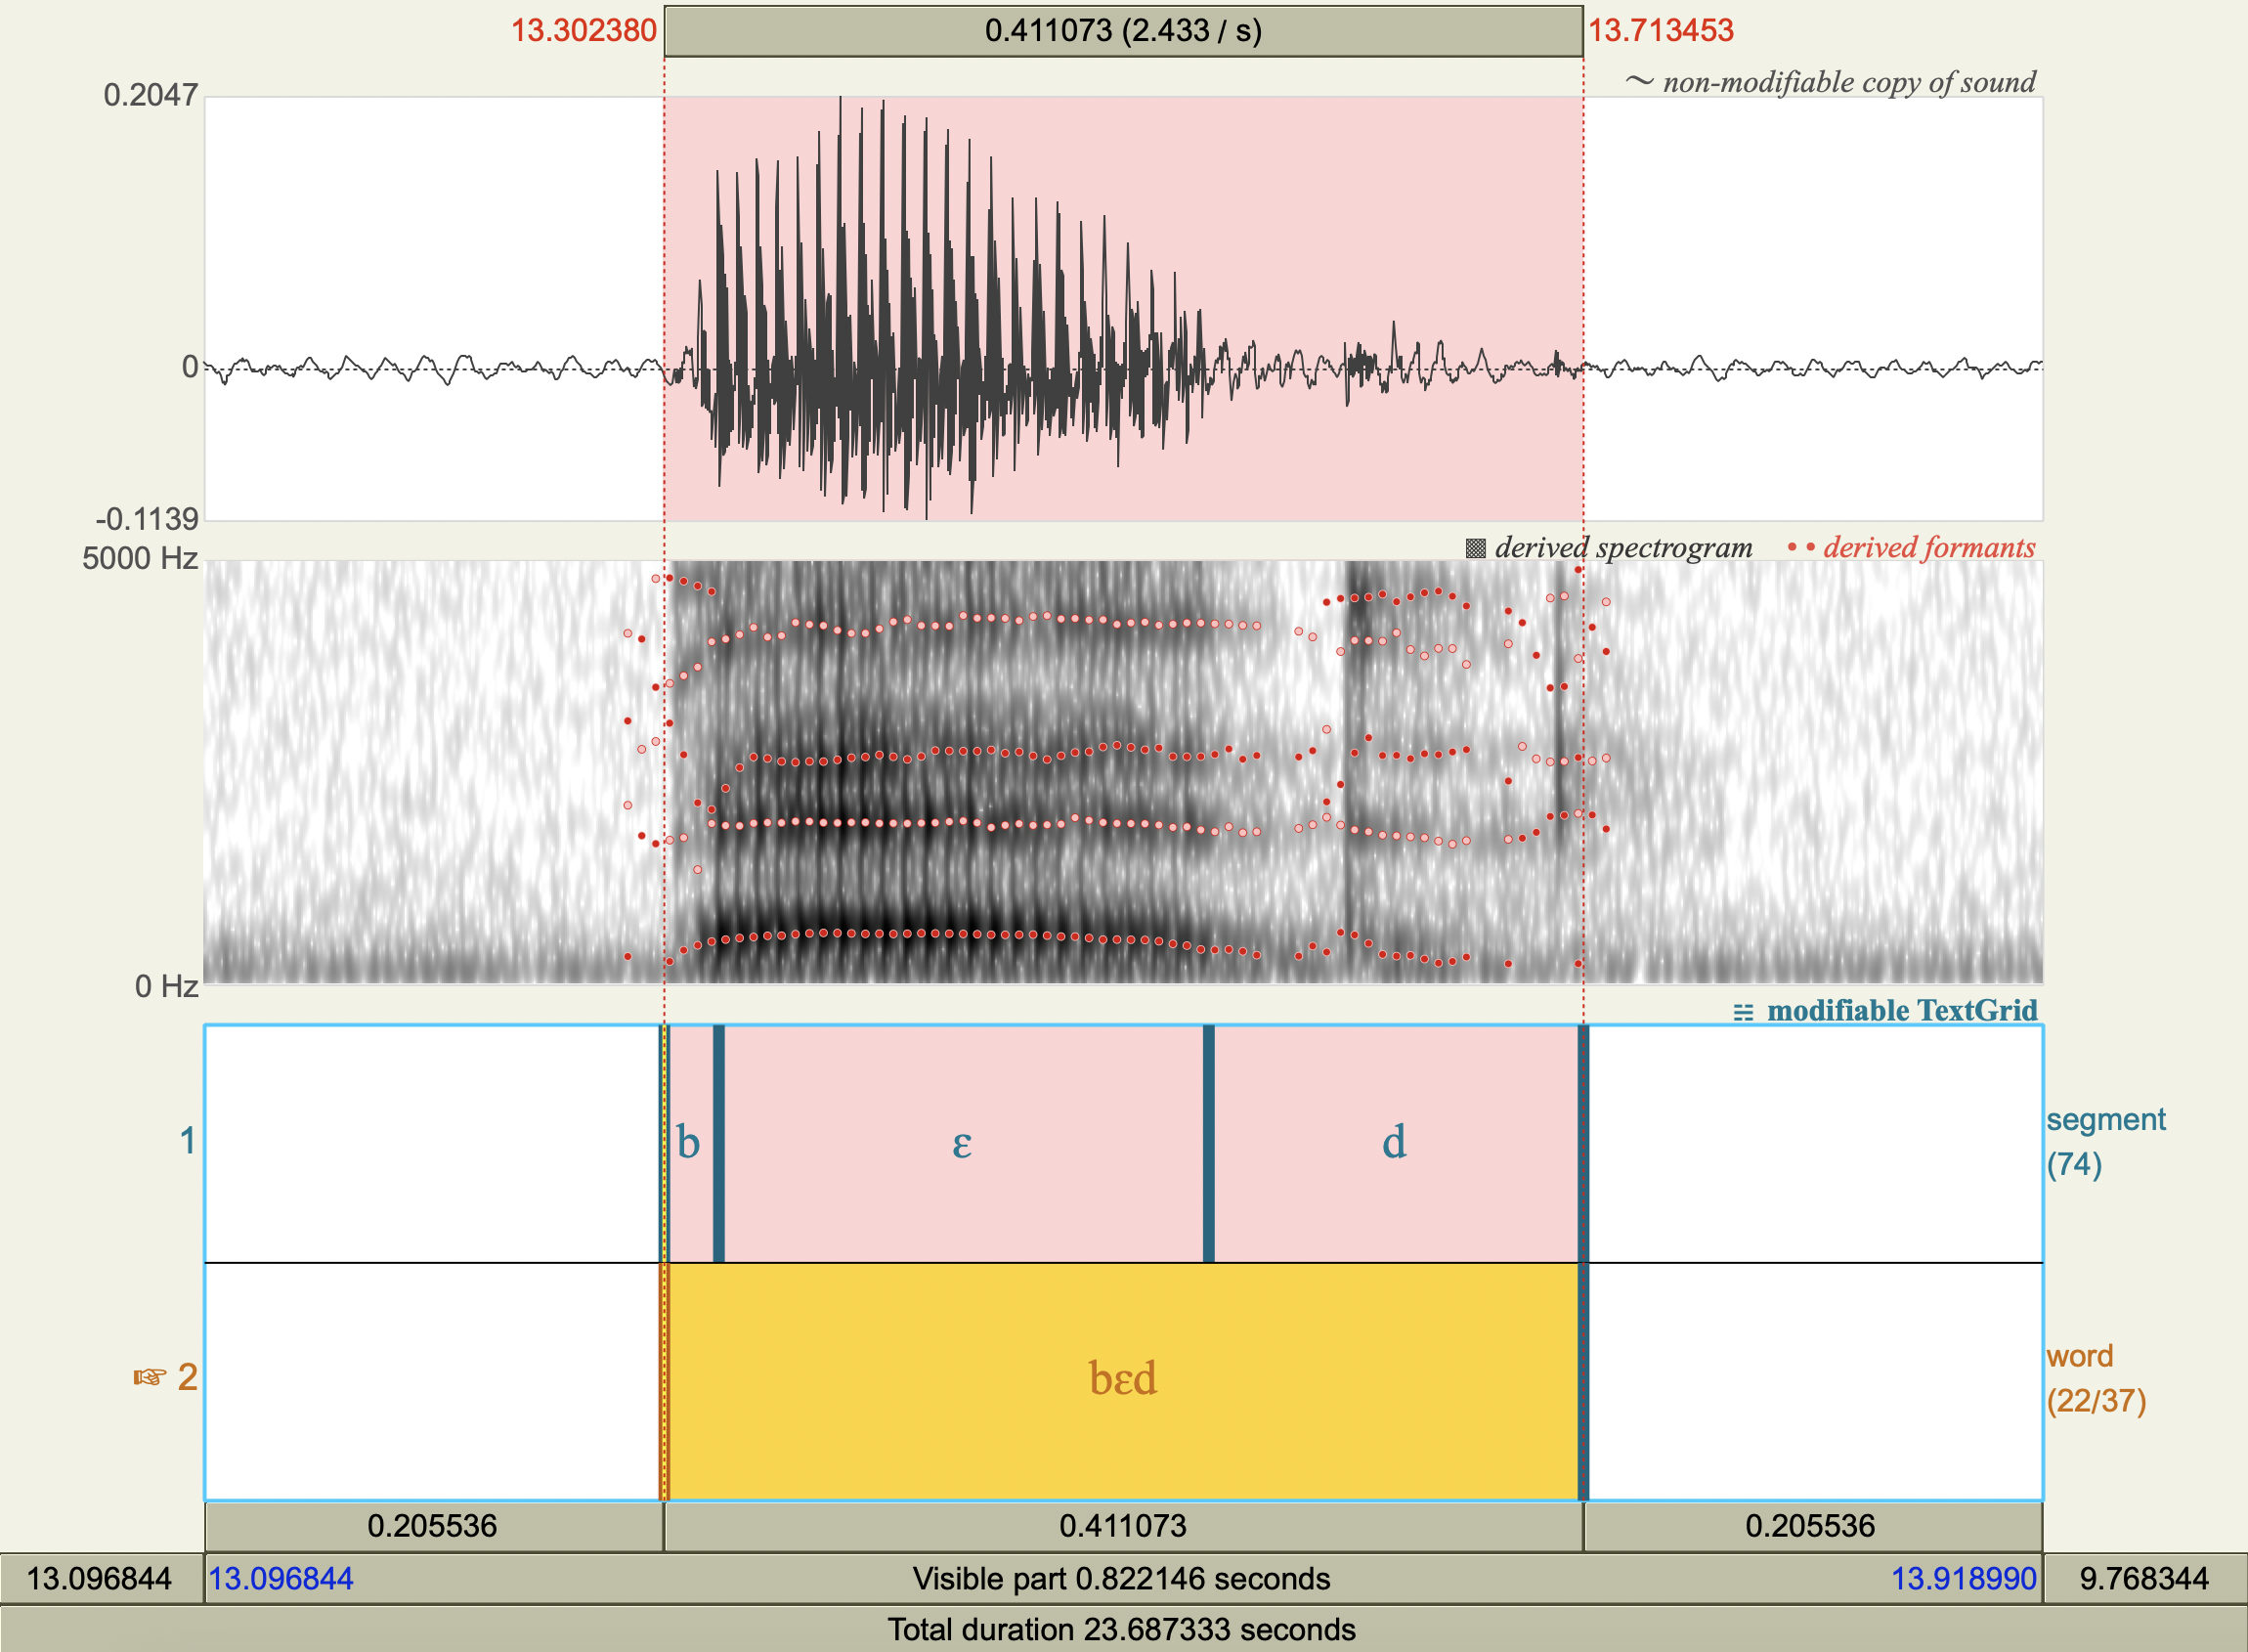 13.302380 0.411073 (2.433 / s) 13.713453
~ non-modifiable copy of sound
0.2047
0
-0.1139
derived spectrogram •• derived formants
5000 Hz
0 Hz
modifiable TextGrid
1 b ɛ d segment
(74)
☞ 2 bɛd word
(22/37)
0.205536 0.411073 0.205536
13.096844 13.096844 Visible part 0.822146 seconds 13.918990 9.768344
Total duration 23.687333 seconds